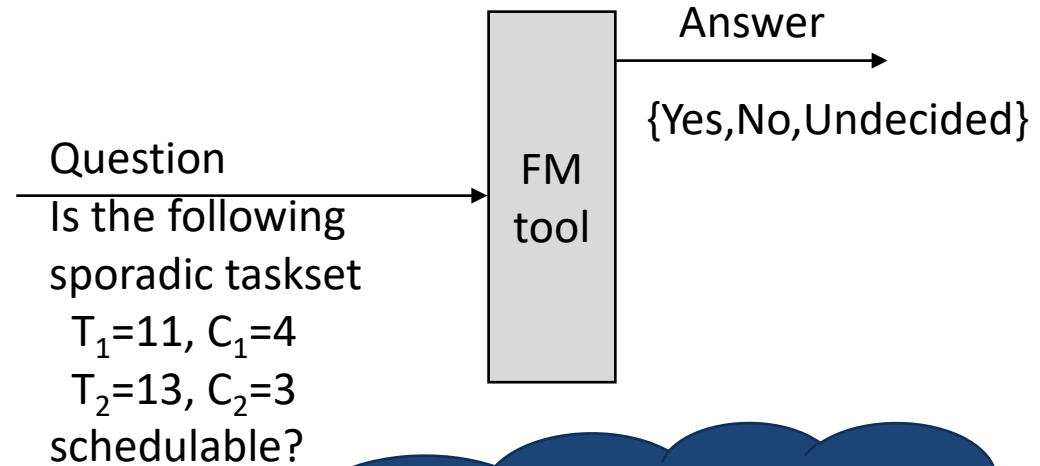 Answer
{Yes,No,Undecided}
Question
Is the following
sporadic taskset
T₁=11, C₁=4
T₂=13, C₂=3
schedulable?
FM
tool